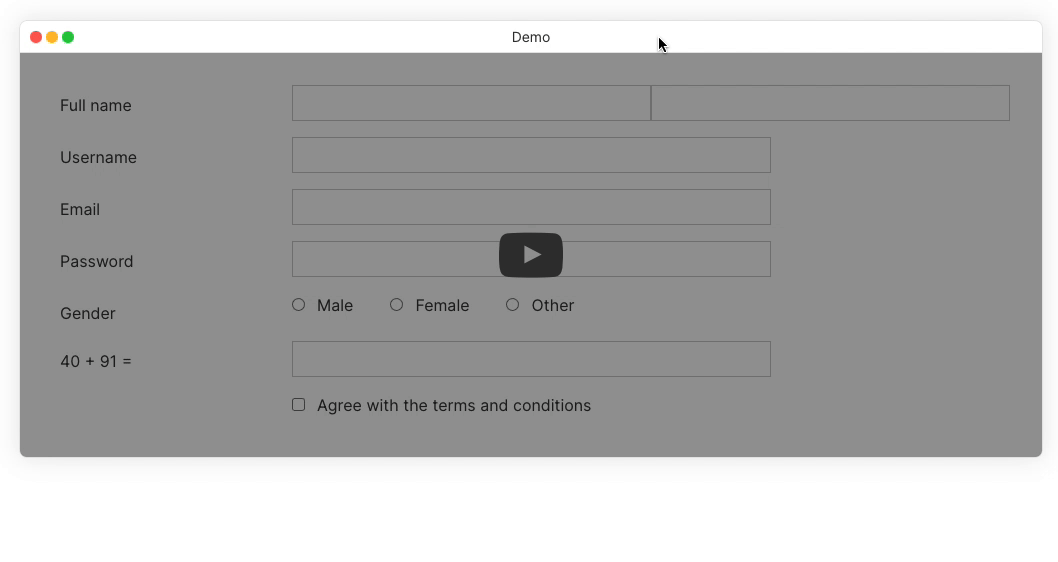 Demo
Full name
Username
Email
Password
Gender
Male Female Other
40 + 91 =
Agree with the terms and conditions